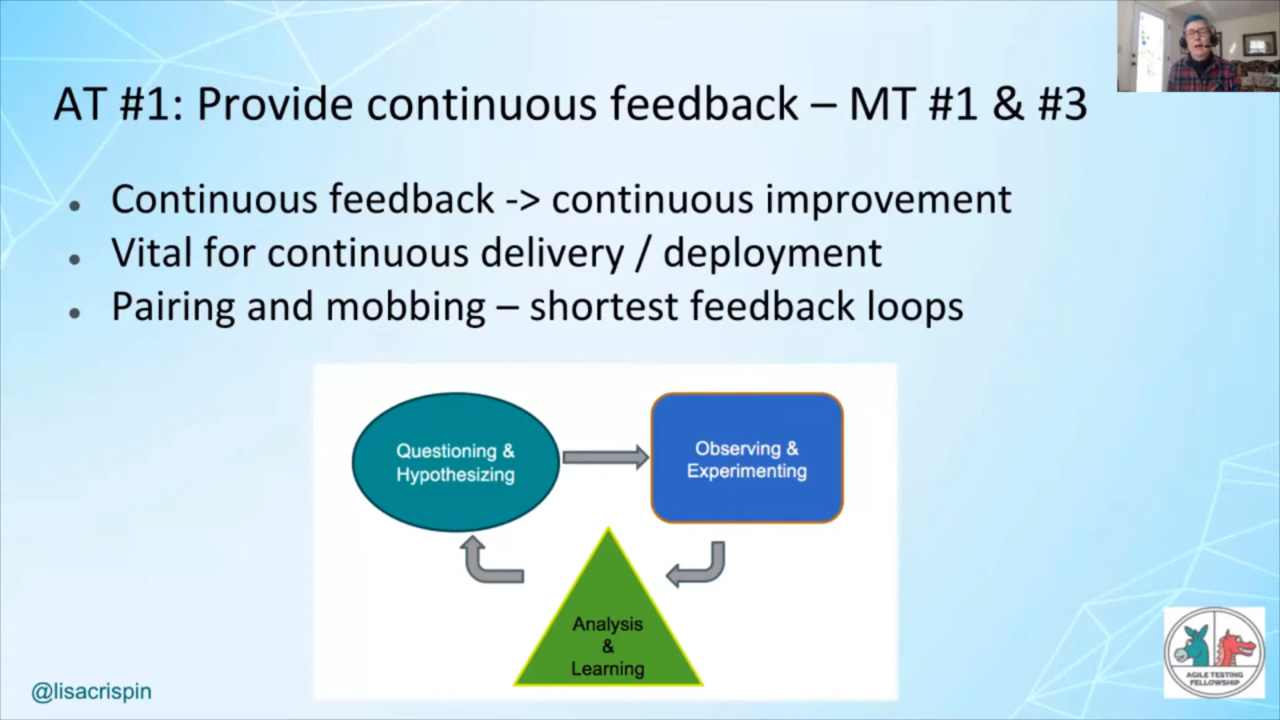 AT #1: Provide continuous feedback – MT #1 & #3
Continuous feedback -> continuous improvement
Vital for continuous delivery / deployment
Pairing and mobbing – shortest feedback loops
Questioning &
Hypothesizing
Observing &
Experimenting
Analysis
&
Learning
@lisacrispin
AGILE TESTING
FELLOWSHIP